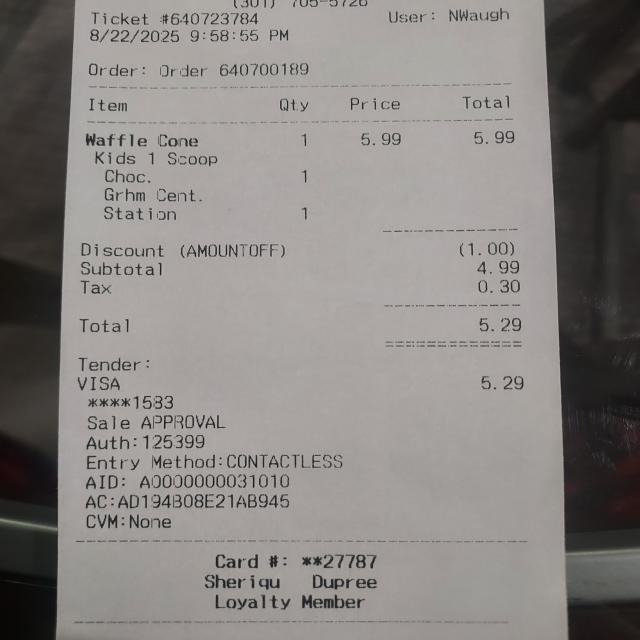 (301) 705-5726
Ticket #640723784 User: NWaugh
8/22/2025 9:58:55 PM
Order: Order 640700189
Item Qty Price Total
Waffle Cone 1 5.99 5.99
Kids 1 Scoop
Choc. 1
Grhm Cent.
Station 1
Discount (AMOUNTOFF) (1.00)
Subtotal 4.99
Tax 0.30
Total 5.29
Tender:
VISA 5.29
****1583
Sale APPROVAL
Auth:125399
Entry Method:CONTACTLESS
AID: A0000000031010
AC:AD194B08E21AB945
CVM:None
Card #: **27787
Sheriqu Dupree
Loyalty Member